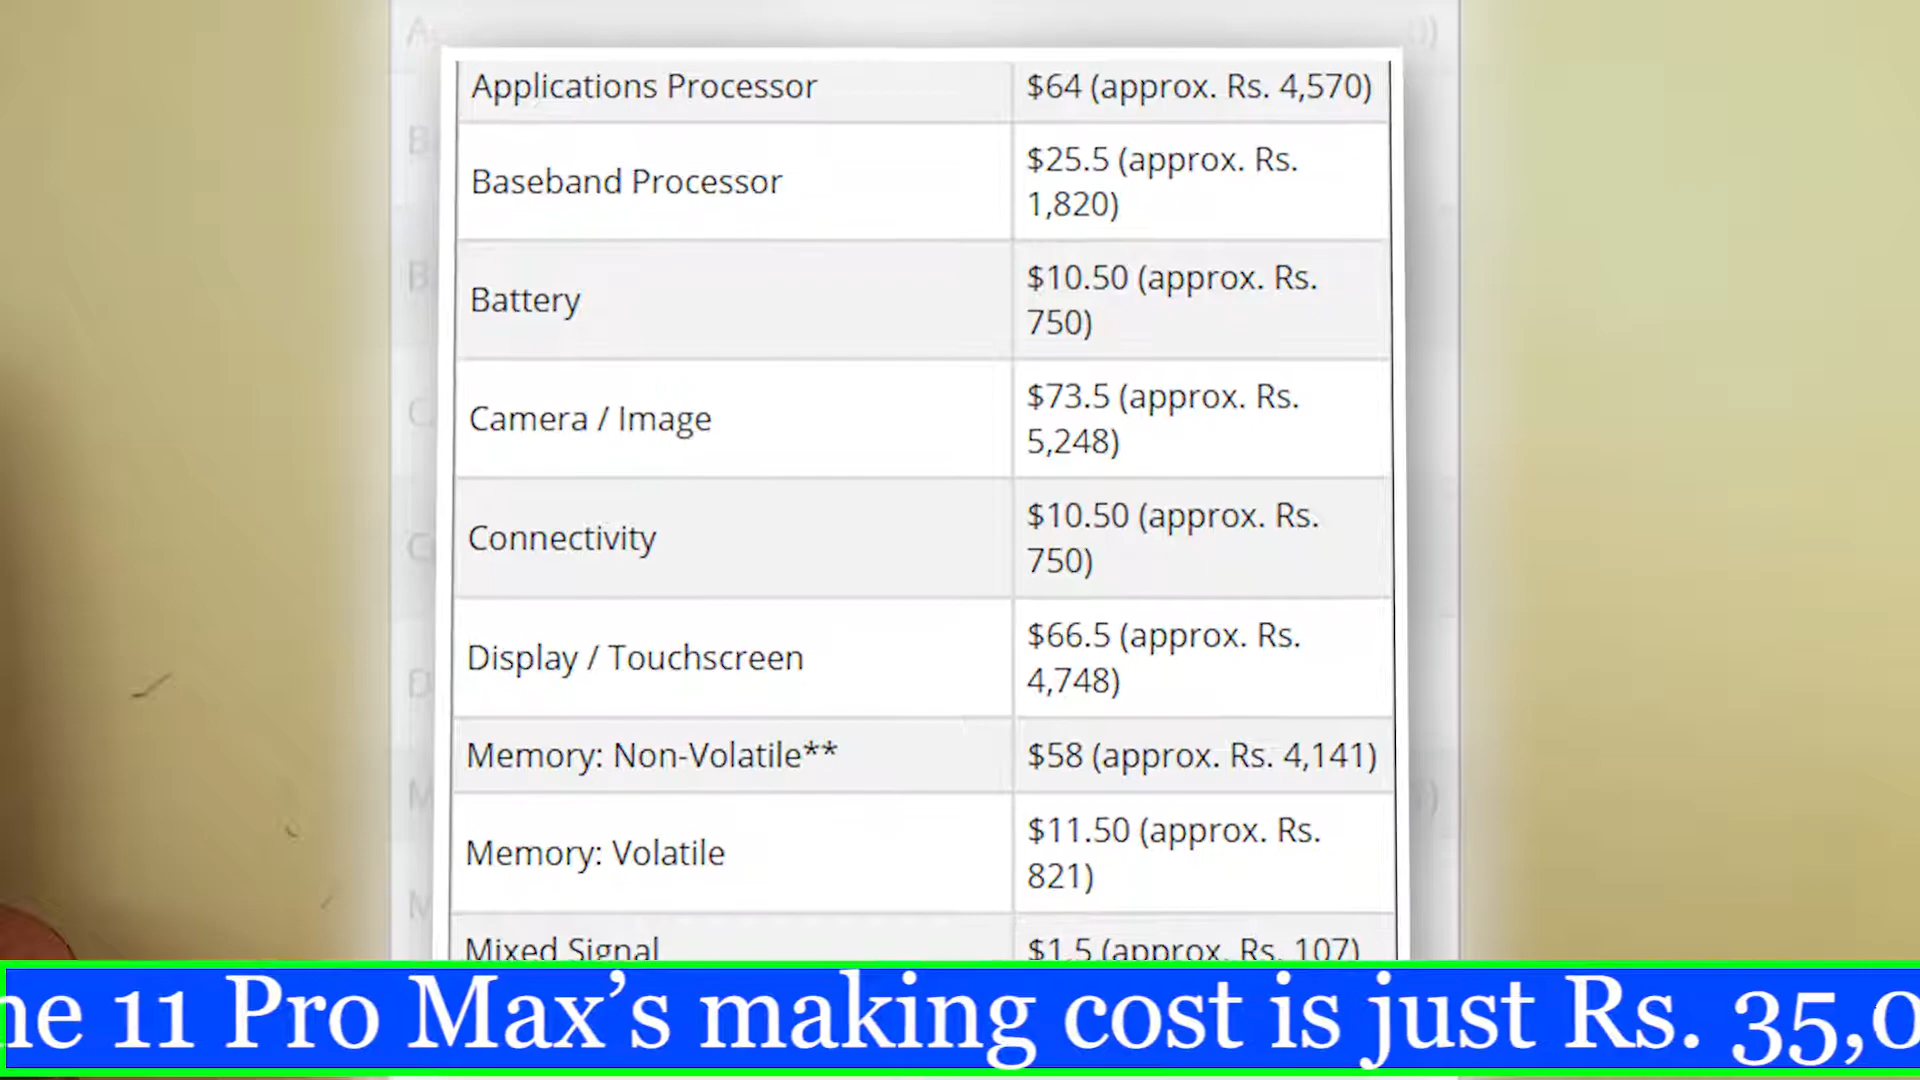 Applications Processor
$64 (approx. Rs. 4,570)
Baseband Processor
$25.5 (approx. Rs.
1,820)
Battery
$10.50 (approx. Rs.
750)
Camera / Image
$73.5 (approx. Rs.
5,248)
Connectivity
$10.50 (approx. Rs.
750)
Display / Touchscreen
$66.5 (approx. Rs.
4,748)
Memory: Non-Volatile**
$58 (approx. Rs. 4,141)
Memory: Volatile
$11.50 (approx. Rs.
821)
Mixed Signal
$1.5 (approx. Rs. 107)
ne 11 Pro Max’s making cost is just Rs. 35,0